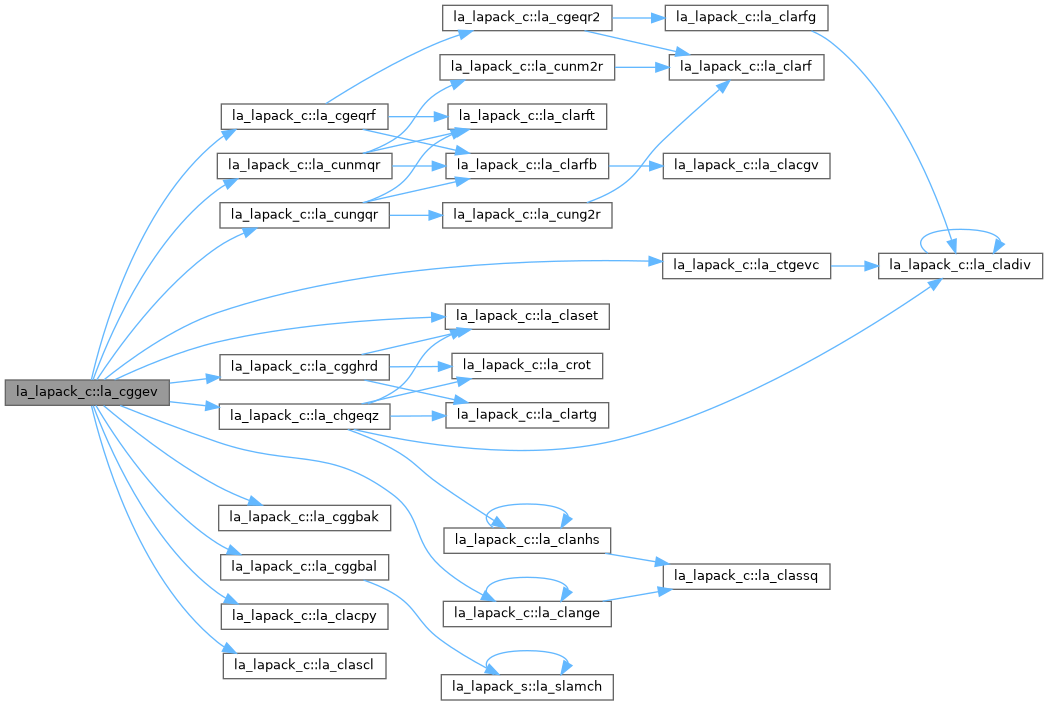 la_lapack_c::la_cgeqr2
la_lapack_c::la_clarfg
la_lapack_c::la_cunm2r
la_lapack_c::la_clarf
la_lapack_c::la_cgeqrf
la_lapack_c::la_clarft
la_lapack_c::la_cunmqr
la_lapack_c::la_clarfb
la_lapack_c::la_clacgv
la_lapack_c::la_cungqr
la_lapack_c::la_cung2r
la_lapack_c::la_ctgevc
la_lapack_c::la_cladiv
la_lapack_c::la_claset
la_lapack_c::la_cgghrd
la_lapack_c::la_crot
la_lapack_c::la_cggev
la_lapack_c::la_chgeqz
la_lapack_c::la_clartg
la_lapack_c::la_cggbak
la_lapack_c::la_clanhs
la_lapack_c::la_cggbal
la_lapack_c::la_classq
la_lapack_c::la_clacpy
la_lapack_c::la_clange
la_lapack_c::la_clascl
la_lapack_s::la_slamch